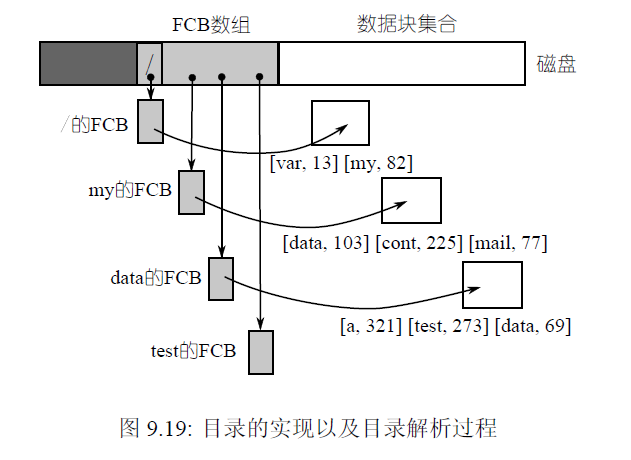 FCB数组 数据块集合
/
磁盘
/的FCB
[var, 13] [my, 82]
my的FCB
[data, 103] [cont, 225] [mail, 77]
data的FCB
[a, 321] [test, 273] [data, 69]
test的FCB
图 9.19: 目录的实现以及目录解析过程